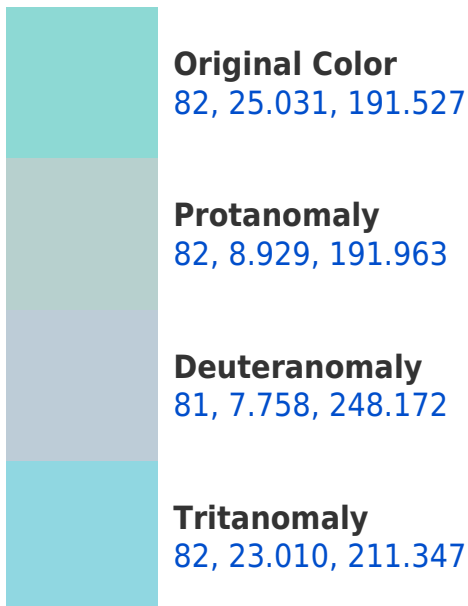 Original Color
82, 25.031, 191.527
Protanomaly
82, 8.929, 191.963
Deuteranomaly
81, 7.758, 248.172
Tritanomaly
82, 23.010, 211.347